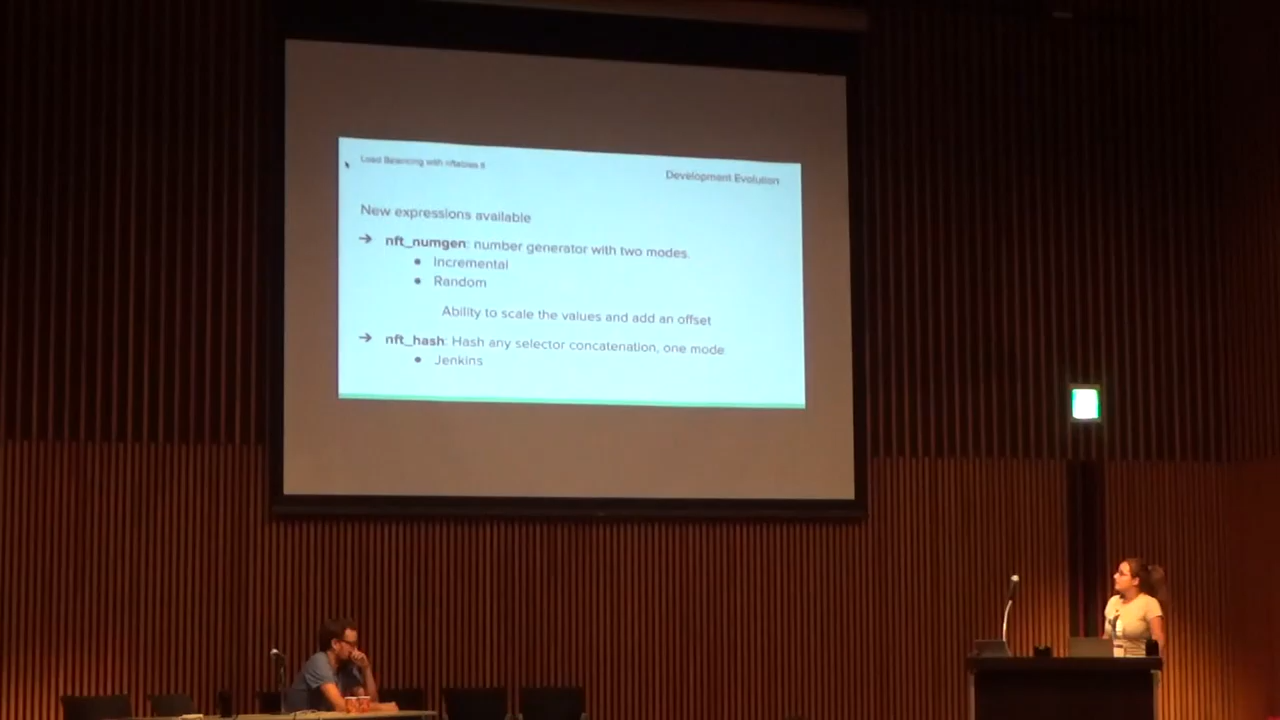 Load Balancing with nftables II
Development Evolution
New expressions available
→ nft_numgen: number generator with two modes.
● Incremental
● Random
Ability to scale the values and add an offset
→ nft_hash: Hash any selector concatenation, one mode
● Jenkins